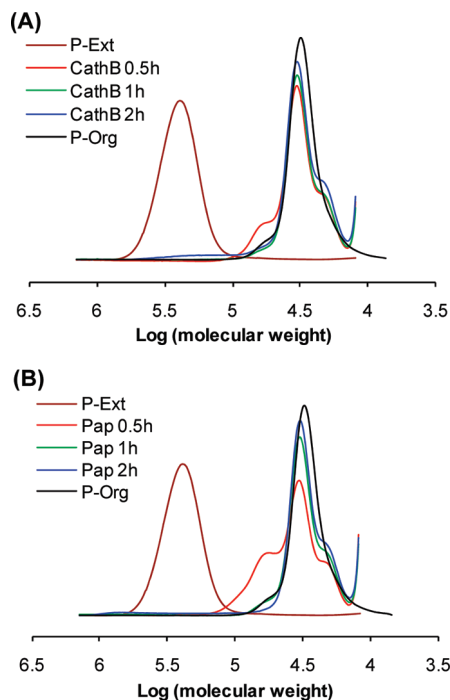 (A)
P-Ext
CathB 0.5h
CathB 1h
CathB 2h
P-Org
6.5 6 5.5 5 4.5 4 3.5
Log (molecular weight)
(B)
P-Ext
Pap 0.5h
Pap 1h
Pap 2h
P-Org
6.5 6 5.5 5 4.5 4 3.5
Log (molecular weight)